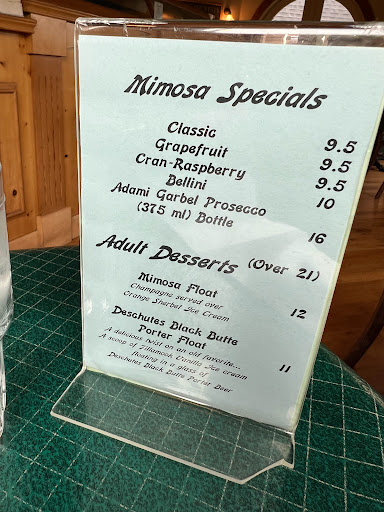 Mimosa Specials
Classic 9.5
Grapefruit 9.5
Cran-Raspberry 9.5
Bellini 10
Adami Garbel Prosecco
(375 ml) Bottle 16
Adult Desserts (Over 21)
Mimosa Float 12
Champagne served over
Orange Sherbet Ice Cream
Deschutes Black Butte
Porter Float 11
A delicious twist on an old favorite...
A scoop of Tillamook Vanilla Ice cream
floating in a glass of
Deschutes Black Butte Porter Beer